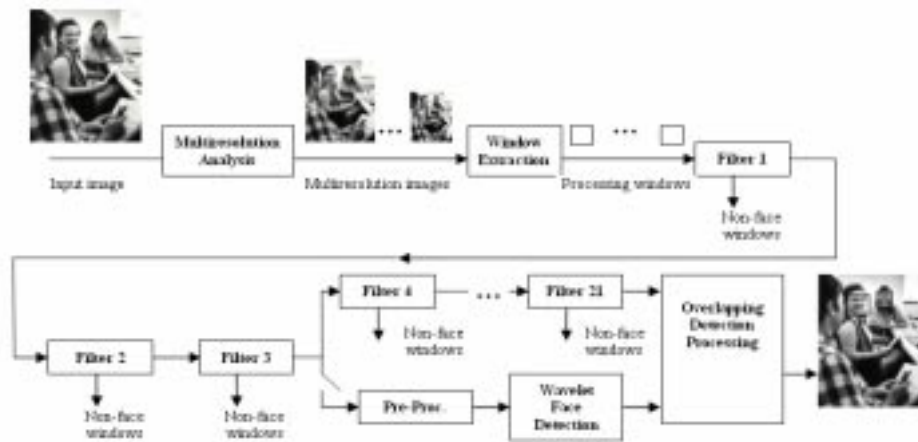 Multiresolution
Analysis
Window
Extraction
Filter 1
Input image
Multiresolution images
Processing windows
Non-face
windows
Filter 4
...
Filter 21
Overlapping
Detection
Processing
Non-face
windows
Non-face
windows
Filter 2
Filter 3
Pre-Proc.
Wavelet
Face
Detection
Non-face
windows
Non-face
windows